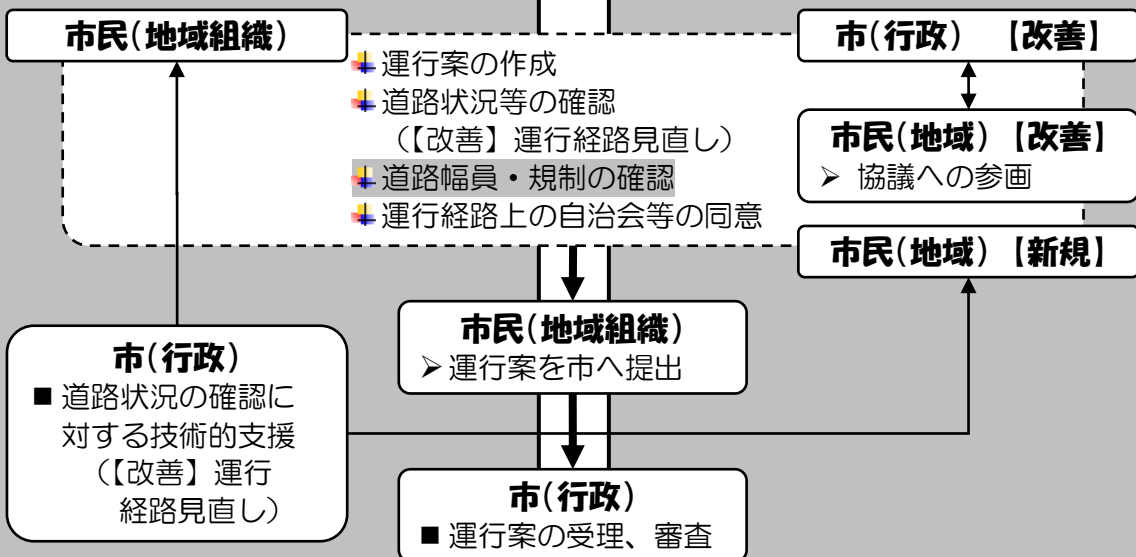 市民(地域組織)
運行案の作成
道路状況等の確認
(【改善】運行経路見直し)
道路幅員・規制の確認
運行経路上の自治会等の同意
市(行政) 【改善】
市民(地域)【改善】
➢ 協議への参画
市民(地域)【新規】
市民(地域組織)
➢ 運行案を市へ提出
市(行政)
■ 道路状況の確認に
対する技術的支援
(【改善】運行
経路見直し)
市(行政)
■ 運行案の受理、審査